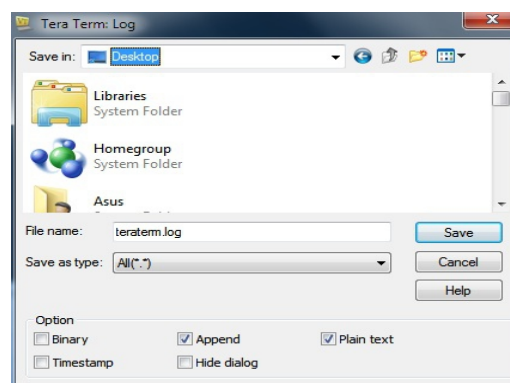 Tera Term: Log
Save in: Desktop
Libraries
System Folder
Homegroup
System Folder
Asus
File name: teraterm.log Save
Save as type: All(*.*) Cancel
Help
Option
Binary Append Plain text
Timestamp Hide dialog